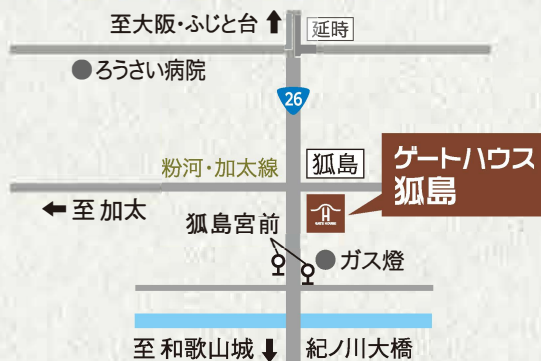 至大阪・ふじと台
延時
ろうさい病院
26
粉河・加太線
狐島
ゲートハウス
狐島
至 加太
狐島宮前
ガス燈
至 和歌山城
紀ノ川大橋